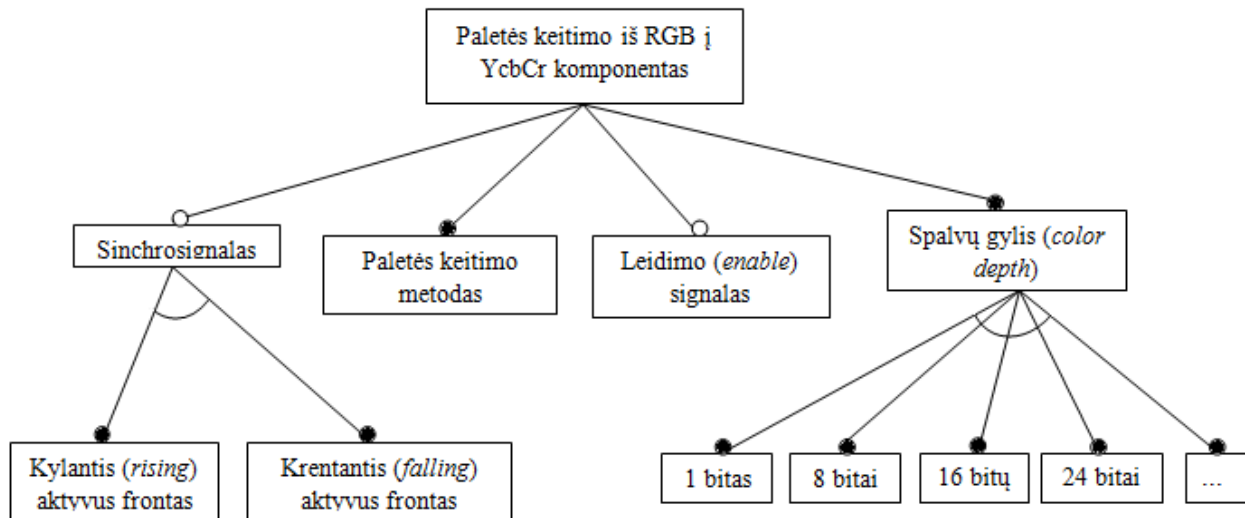 Paletės keitimo iš RGB į
YcbCr komponentas
Sinchrosignalas
Paletės keitimo
metodas
Leidimo (enable)
signalas
Spalvų gylis (color
depth)
Kylantis (rising)
aktyvus frontas
Krentantis (falling)
aktyvus frontas
1 bitas
8 bitai
16 bitų
24 bitai
...